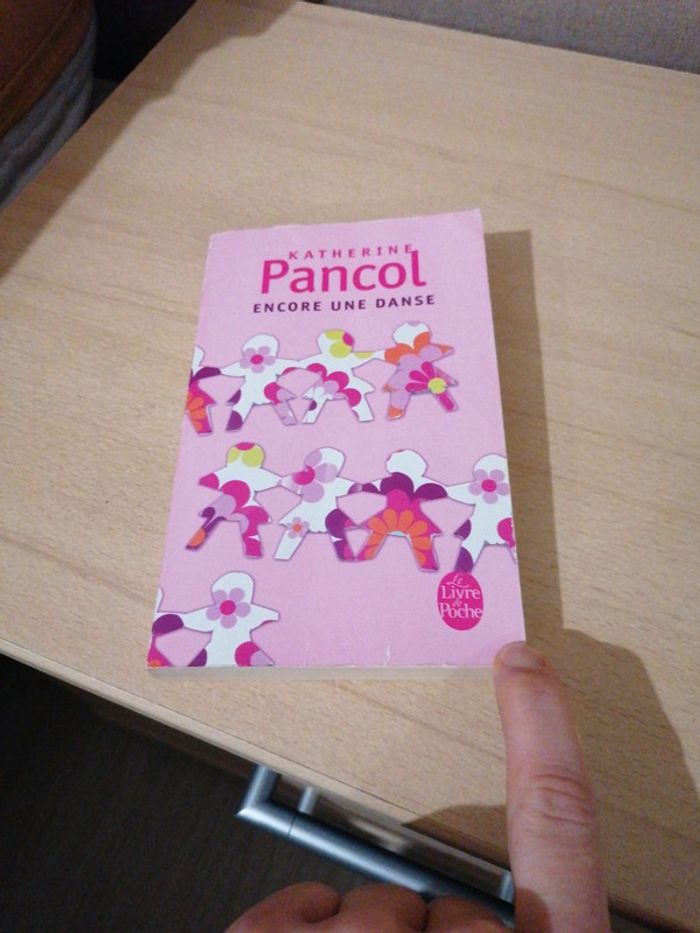 KATHERINE
Pancol
ENCORE UNE DANSE
Le
Livre
de
Poche